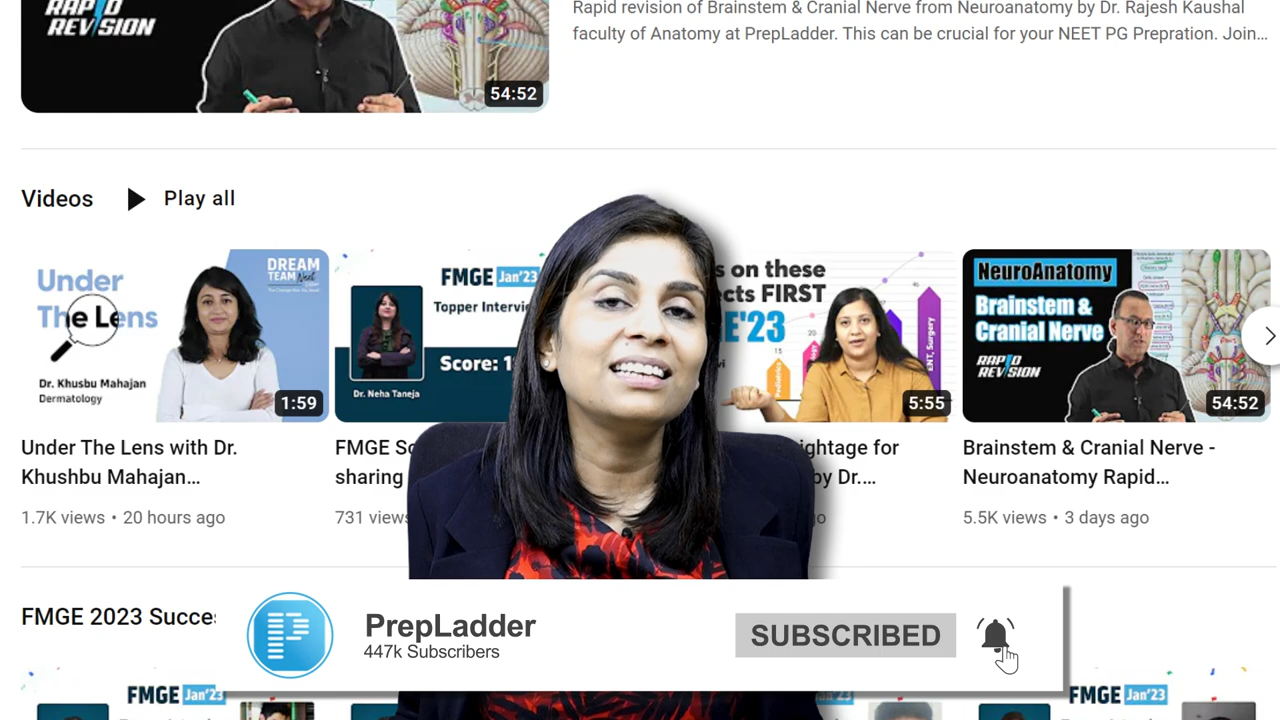 RAPID
REVISION
54:52
Rapid revision of Brainstem & Cranial Nerve from Neuroanatomy by Dr. Rajesh Kaushal
faculty of Anatomy at PrepLadder. This can be crucial for your NEET PG Prepration. Join...
Videos
Play all
Under
The Lens
Dr. Khusbu Mahajan
Dermatology
DREAM
TEAM
1:59
FMGE Jan'23
Topper
Score:
Dr. Neha Taneja
s on these
cts FIRST
E'23
15
ENT, Surgery
5:55
NeuroAnatomy
Brainstem &
Cranial Nerve
RAPID
REVISION
54:52
Under The Lens with Dr.
Khushbu Mahajan...
1.7K views • 20 hours ago
FMGE
sharing
731 views
ightage for
by Dr....
Brainstem & Cranial Nerve -
Neuroanatomy Rapid...
5.5K views • 3 days ago
FMGE 2023
PrepLadder
447k Subscribers
SUBSCRIBED
FMGE Jan'23
FMGE Jan'23